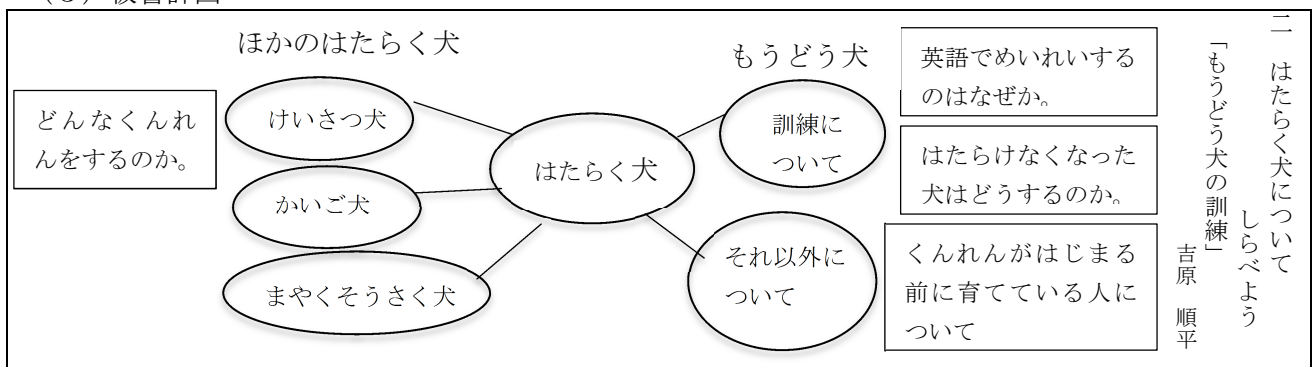 二 はたらく犬について
しらべよう
「もうどう犬の訓練」
吉原 順平
英語でめいれいする
のはなぜか。
はたらけなくなった
犬はどうするのか。
くんれんがはじまる
前に育てている人に
ついて
もうどう犬
訓練に
ついて
それ以外に
ついて
はたらく犬
ほかのはたらく犬
けいさつ犬
かいご犬
まやくそうさく犬
どんなくんれ
んをするのか。